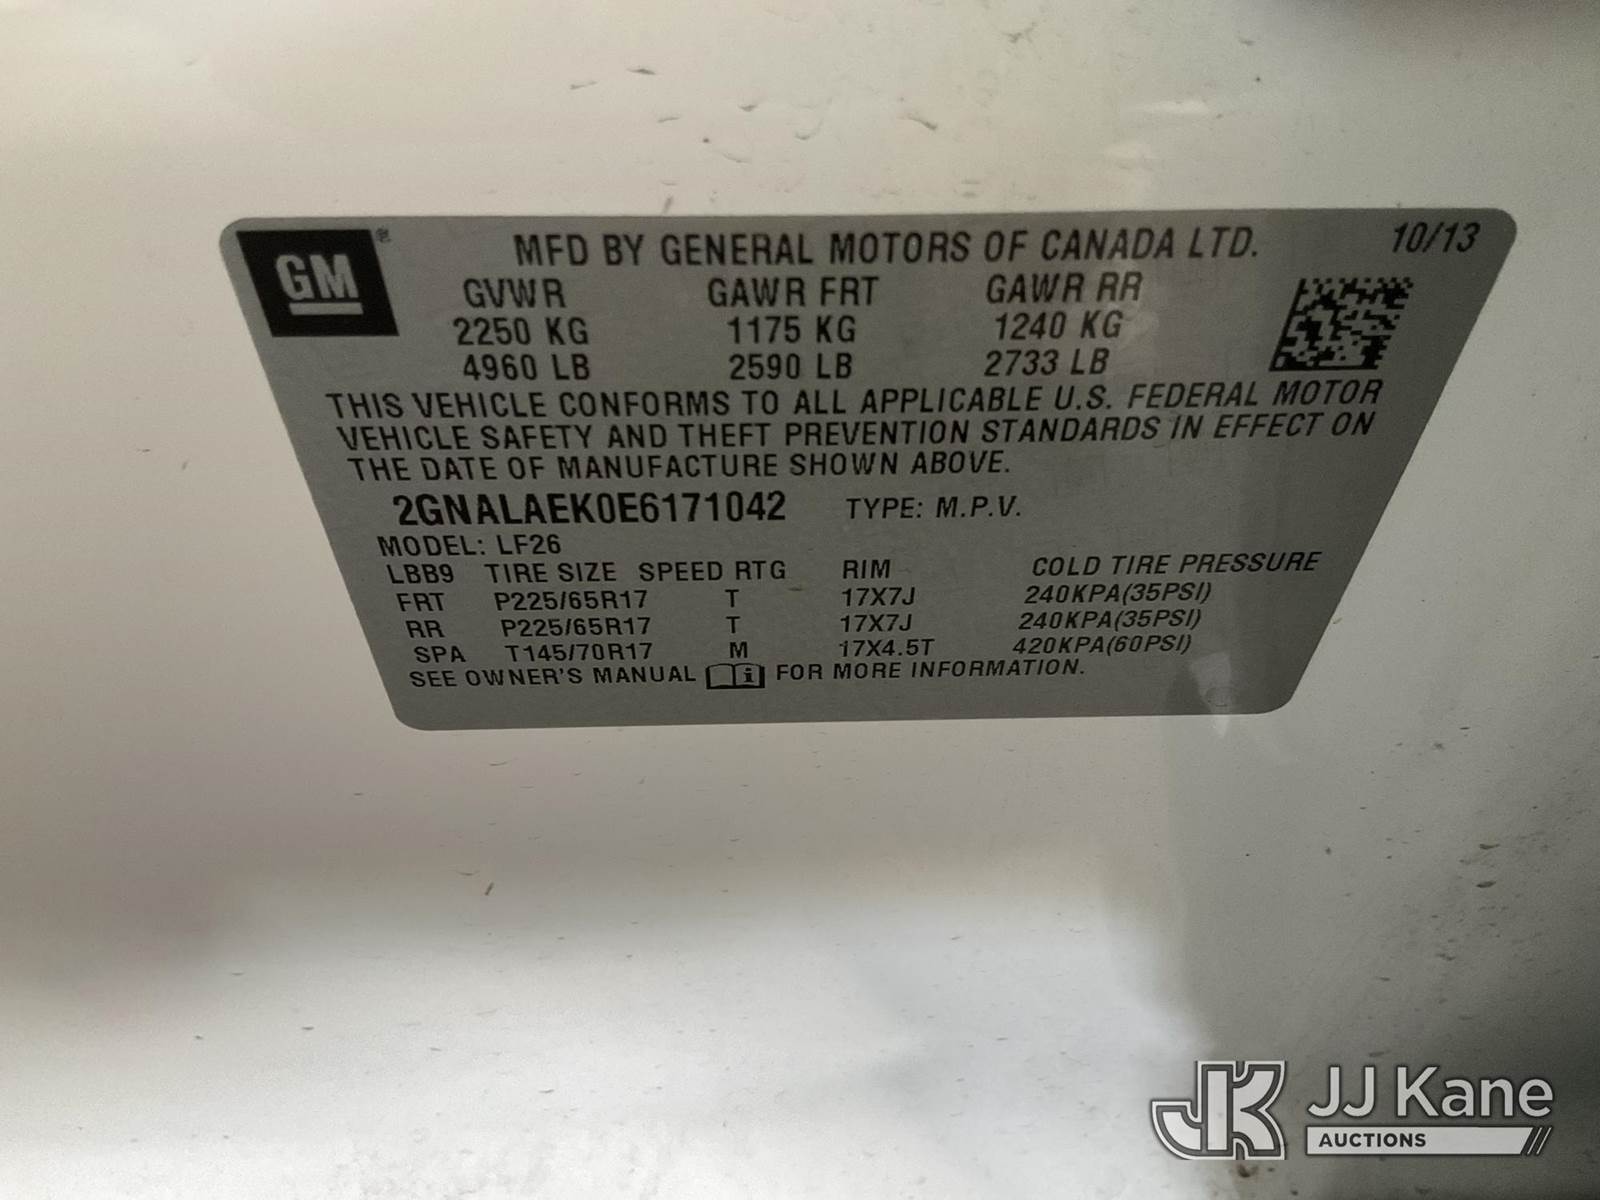 GM ®
MFD BY GENERAL MOTORS OF CANADA LTD. 10/13
GVWR GAWR FRT GAWR RR
2250 KG 1175 KG 1240 KG
4960 LB 2590 LB 2733 LB
THIS VEHICLE CONFORMS TO ALL APPLICABLE U.S. FEDERAL MOTOR
VEHICLE SAFETY AND THEFT PREVENTION STANDARDS IN EFFECT ON
THE DATE OF MANUFACTURE SHOWN ABOVE.
2GNALAEK0E6171042 TYPE: M.P.V.
MODEL: LF26
LBB9 TIRE SIZE SPEED RTG RIM COLD TIRE PRESSURE
FRT P225/65R17 T 17X7J 240KPA(35PSI)
RR P225/65R17 T 17X7J 240KPA(35PSI)
SPA T145/70R17 M 17X4.5T 420KPA(60PSI)
SEE OWNER'S MANUAL i FOR MORE INFORMATION.
JK JJ Kane
AUCTIONS